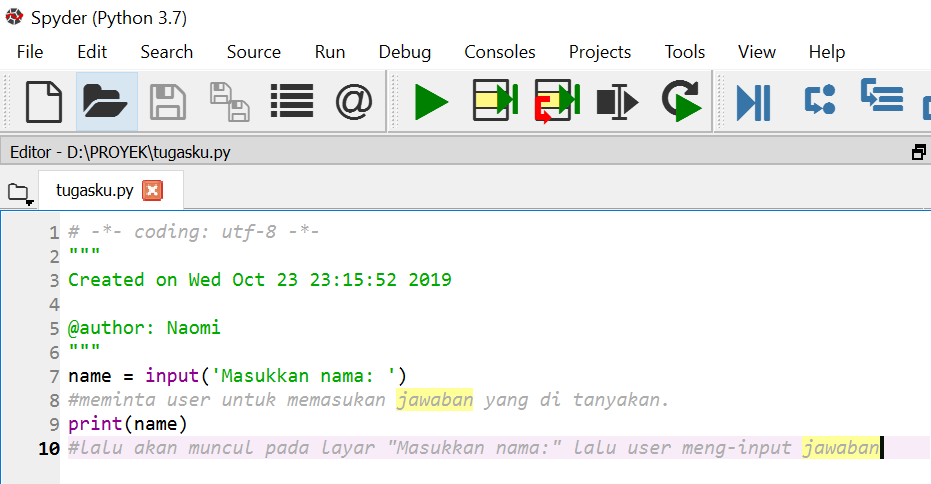 Spyder (Python 3.7)
File Edit Search Source Run Debug Consoles Projects Tools View Help
@
Editor - D:\PROYEK\tugasku.py
tugasku.py
1 # -*- coding: utf-8 -*-
2 """
3 Created on Wed Oct 23 23:15:52 2019
4
5 @author: Naomi
6 """
7 name = input('Masukkan nama: ')
8 #meminta user untuk memasukan jawaban yang di tanyakan.
9 print(name)
10 #lalu akan muncul pada layar "Masukkan nama:" lalu user meng-input jawaban